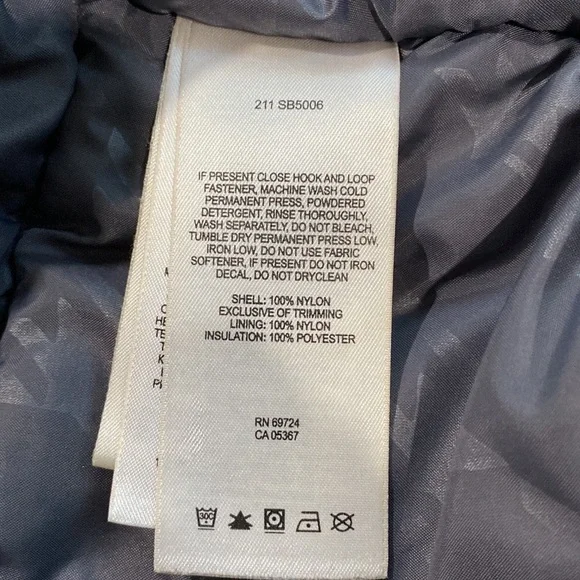 211 SB5006
IF PRESENT CLOSE HOOK AND LOOP
FASTENER, MACHINE WASH COLD
PERMANENT PRESS, POWDERED
DETERGENT, RINSE THOROUGHLY,
WASH SEPARATELY, DO NOT BLEACH,
TUMBLE DRY PERMANENT PRESS LOW,
IRON LOW, DO NOT USE FABRIC
SOFTENER, IF PRESENT DO NOT IRON
DECAL, DO NOT DRYCLEAN
SHELL: 100% NYLON
EXCLUSIVE OF TRIMMING
LINING: 100% NYLON
INSULATION: 100% POLYESTER
RN 69724
CA 05367
30C